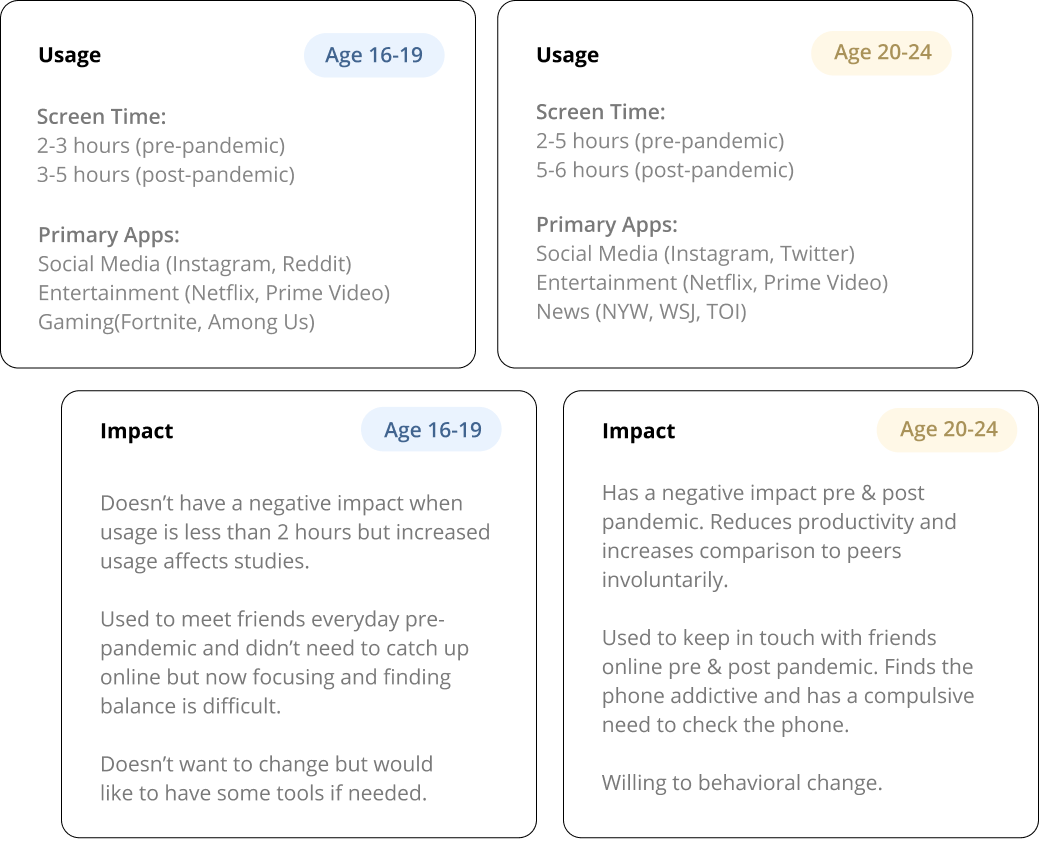 Usage
Age 16-19
Screen Time:
2-3 hours (pre-pandemic)
3-5 hours (post-pandemic)
Primary Apps:
Social Media (Instagram, Reddit)
Entertainment (Netflix, Prime Video)
Gaming(Fortnite, Among Us)
Usage
Age 20-24
Screen Time:
2-5 hours (pre-pandemic)
5-6 hours (post-pandemic)
Primary Apps:
Social Media (Instagram, Twitter)
Entertainment (Netflix, Prime Video)
News (NYW, WSJ, TOI)
Impact
Age 16-19
Doesn’t have a negative impact when
usage is less than 2 hours but increased
usage affects studies.
Used to meet friends everyday pre-
pandemic and didn’t need to catch up
online but now focusing and finding
balance is difficult.
Doesn’t want to change but would
like to have some tools if needed.
Impact
Age 20-24
Has a negative impact pre & post
pandemic. Reduces productivity and
increases comparison to peers
involuntarily.
Used to keep in touch with friends
online pre & post pandemic. Finds the
phone addictive and has a compulsive
need to check the phone.
Willing to behavioral change.